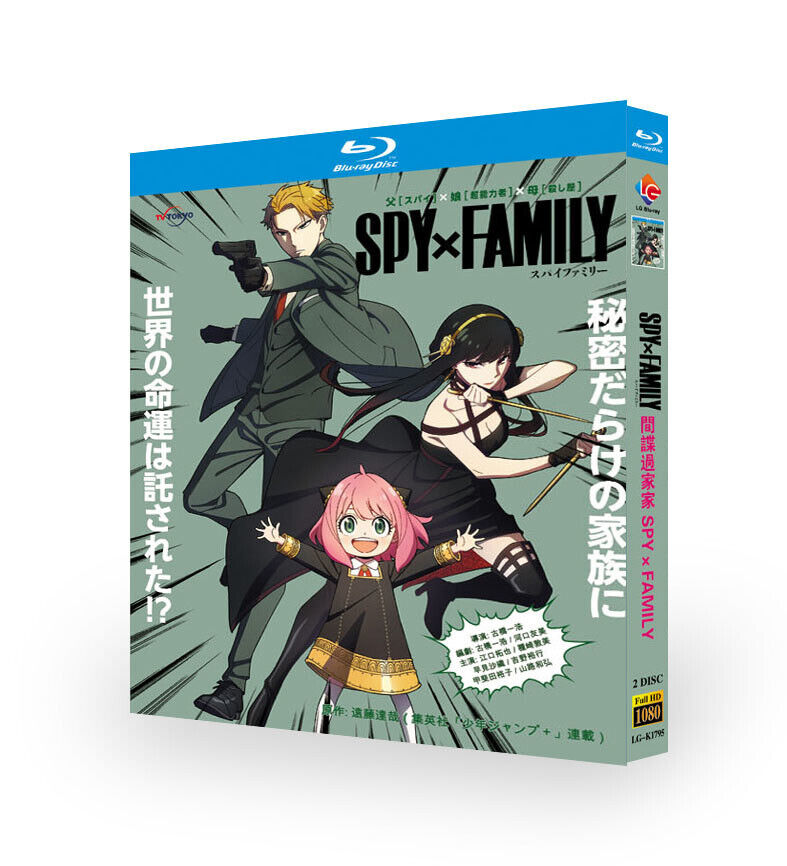 Blu-ray Disc
TV TOKYO
父[スパイ]×娘[超能力者]×母[殺し屋]
SPY×FAMILY
スパイファミリー
秘密だらけの家族に
世界の命運は託された!?
導演: 古橋一浩
編劇: 古橋一浩 / 河口友美
主演: 江口拓也 / 種崎敦美
早見沙織 / 吉野裕行
甲斐田裕子 / 山路和弘
原作: 遠藤達哉 (集英社「少年ジャンプ+」連載)
Blu-ray Disc
LG
LG Blu-ray
SPY×FAMILY
間諜過家家 SPY × FAMILY
2 DISC
Full HD
1080
LG-K1795